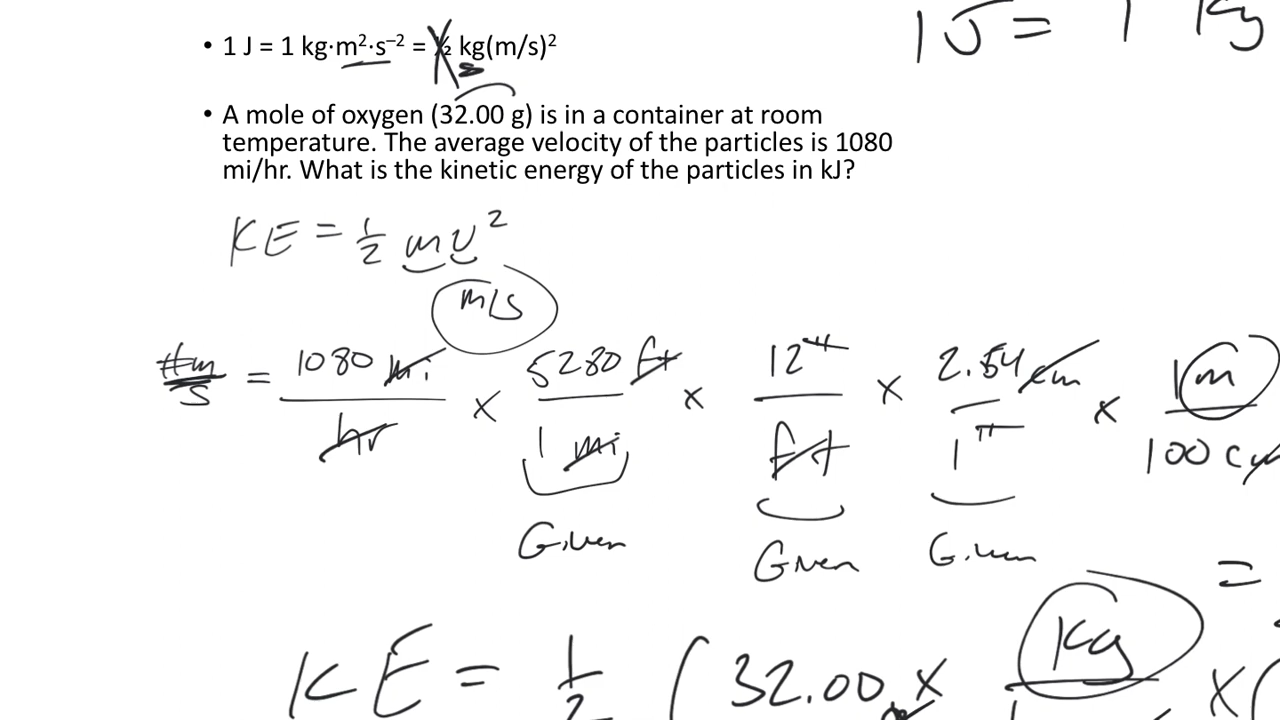 1 J = 1 kg
• 1 J = 1 kg·m²·s⁻² = ½ kg(m/s)²
• A mole of oxygen (32.00 g) is in a container at room
temperature. The average velocity of the particles is 1080
mi/hr. What is the kinetic energy of the particles in kJ?
KE = ½ mv²
m/s
#m/s = 1080 mi/hr × 5280 ft/1 mi × 12"/ft × 2.54 cm/1" × 1 m/100 cm
Given Given Given
=
KE = ½ (32.00 × kg × (